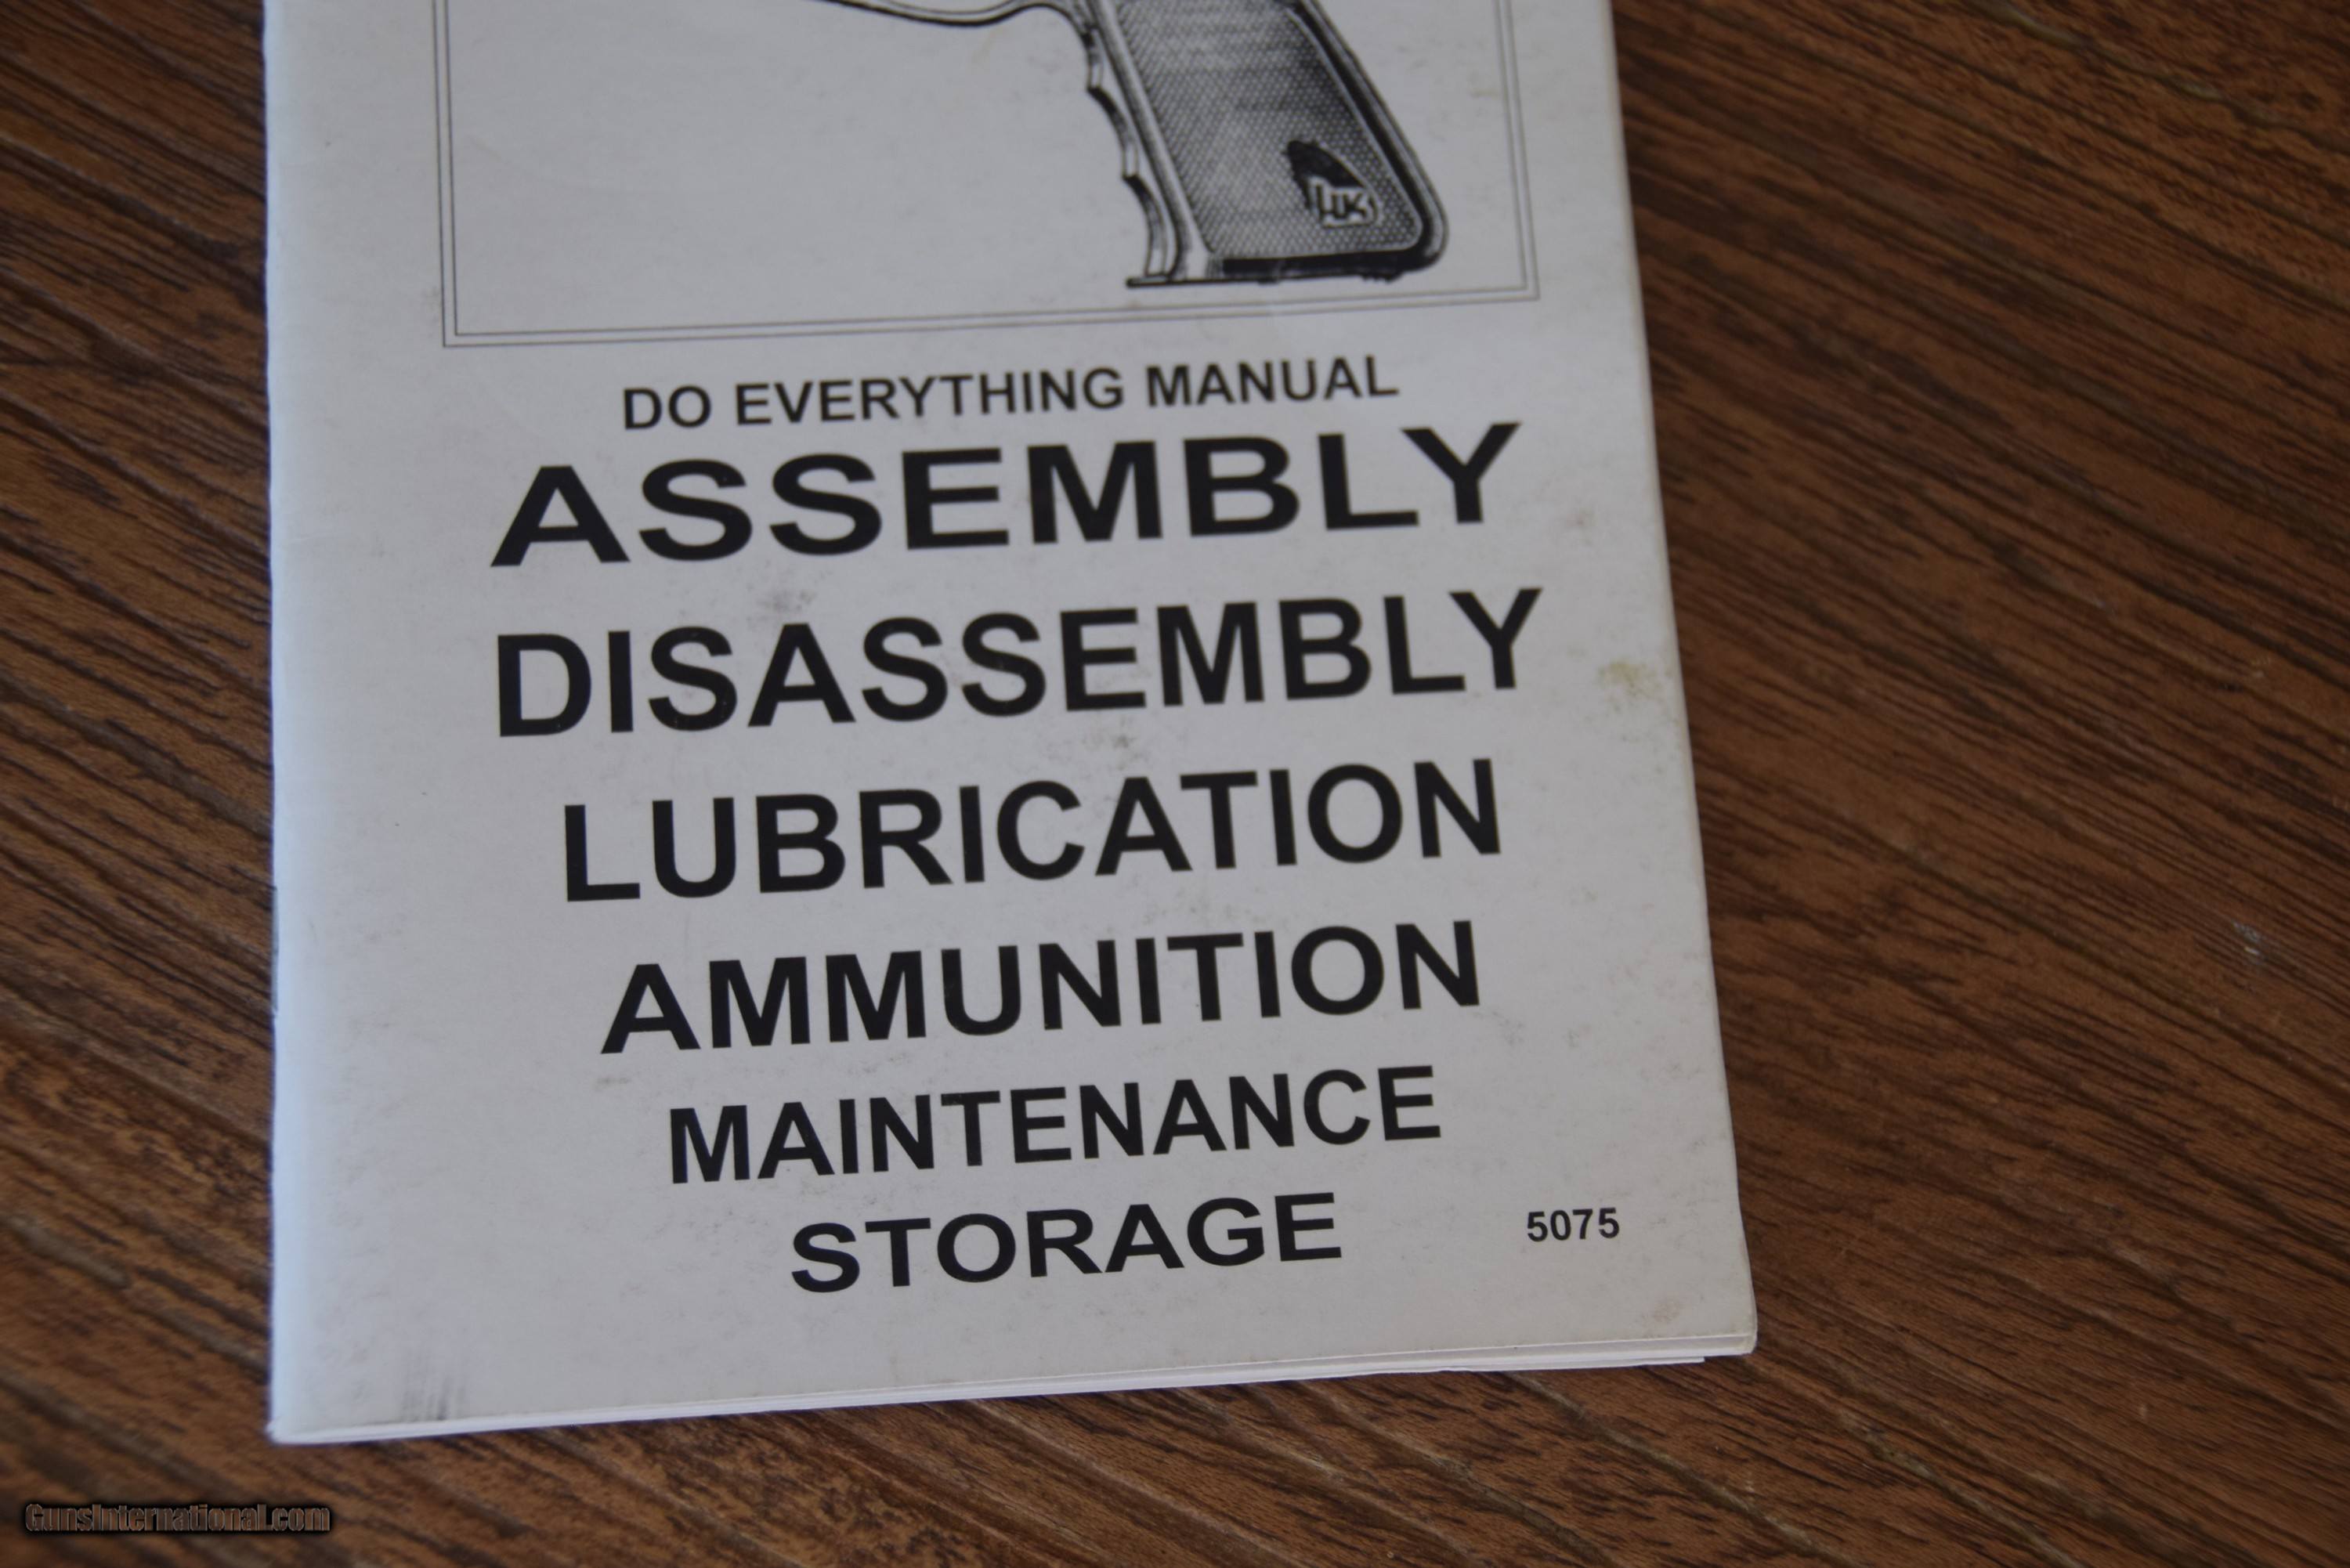 HK
DO EVERYTHING MANUAL
ASSEMBLY
DISASSEMBLY
LUBRICATION
AMMUNITION
MAINTENANCE
STORAGE
5075
GunsInternational.com